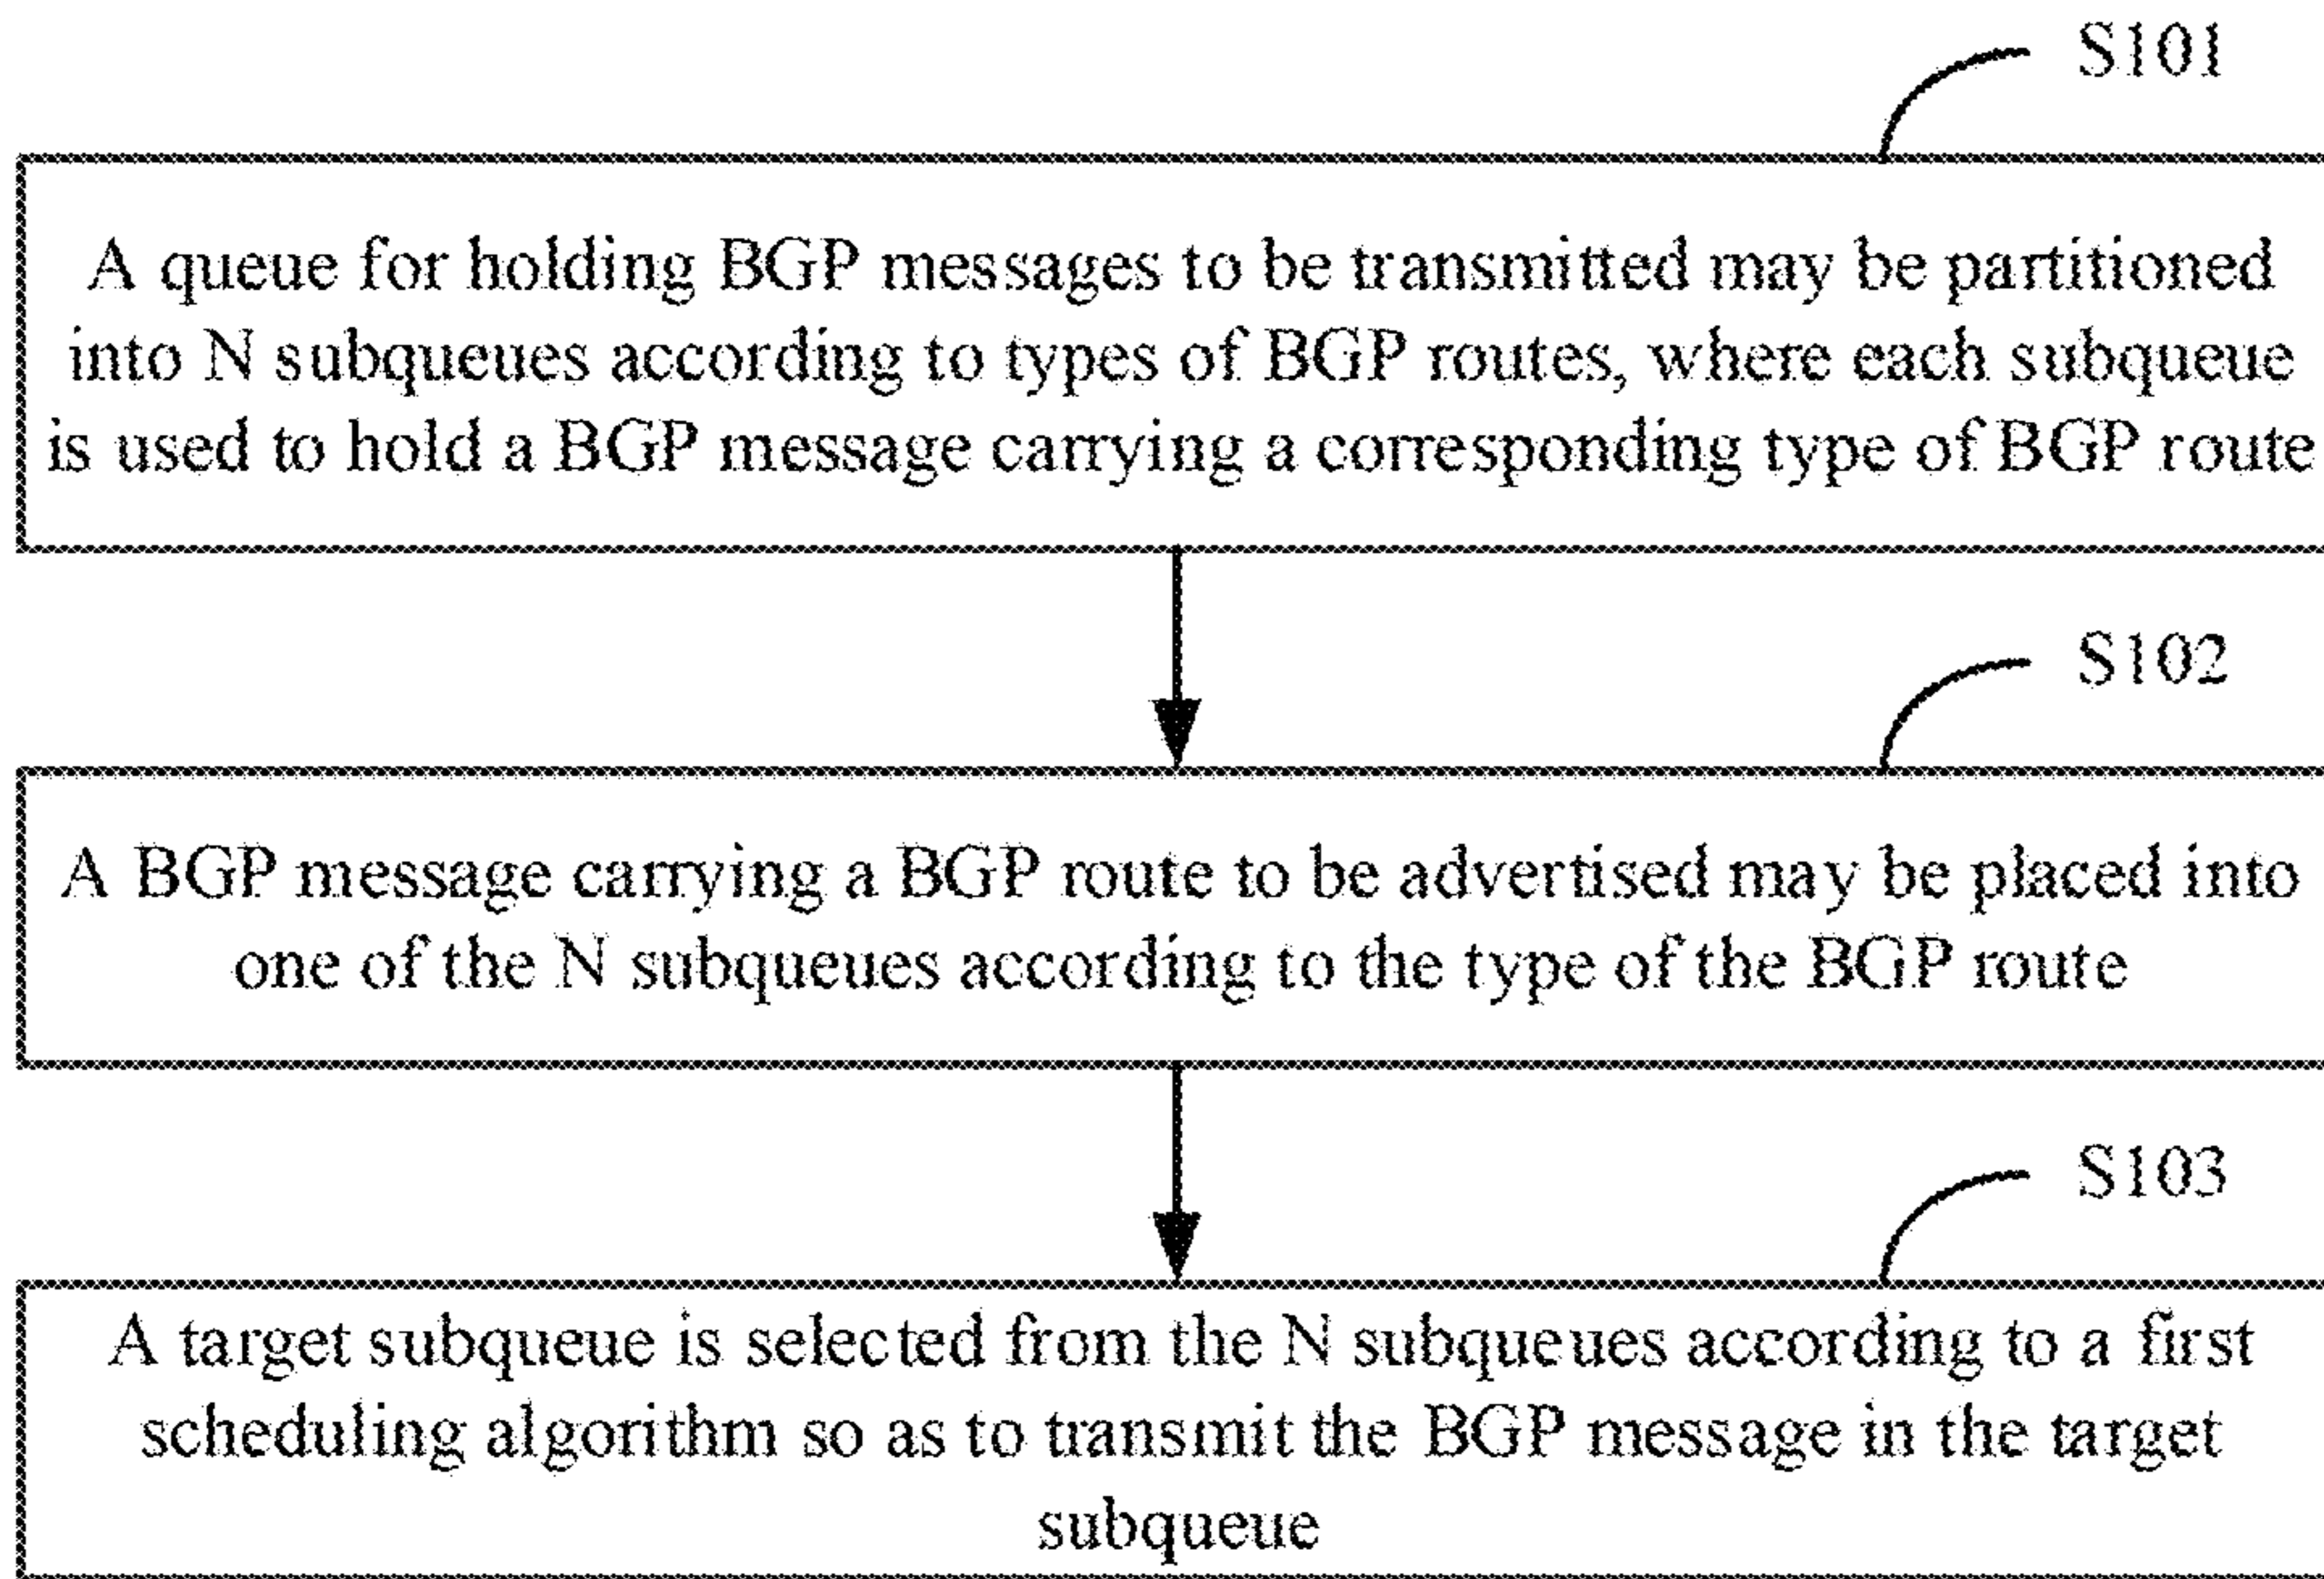 S101
A queue for holding BGP messages to be transmitted may be partitioned
into N subqueues according to types of BGP routes, where each subqueue
is used to hold a BGP message carrying a corresponding type of BGP route
S102
A BGP message carrying a BGP route to be advertised may be placed into
one of the N subqueues according to the type of the BGP route
S103
A target subqueue is selected from the N subqueues according to a first
scheduling algorithm so as to transmit the BGP message in the target
subqueue